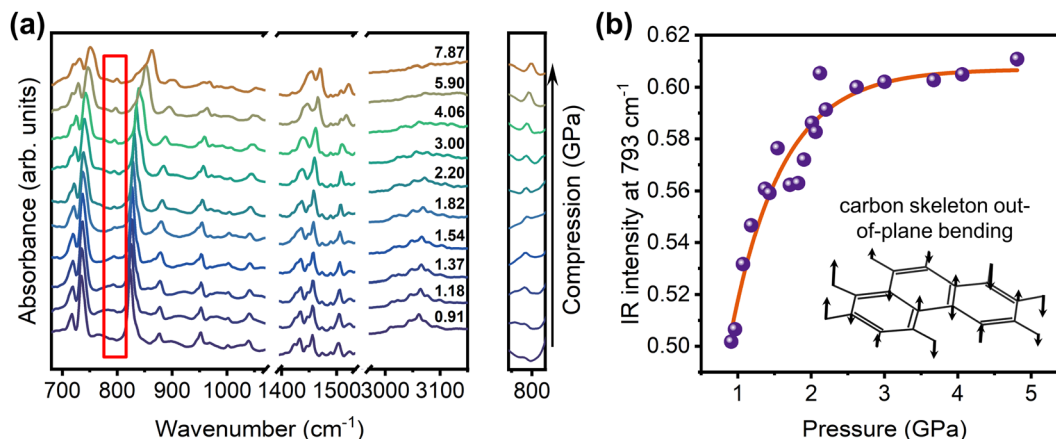 (a)
Absorbance (arb. units)
7.87
5.90
4.06
3.00
2.20
1.82
1.54
1.37
1.18
0.91
700 800 900 1000 1400 1500 3000 3100
Wavenumber (cm-1)
800
Compression (GPa)
(b)
IR intensity at 793 cm-1
0.62
0.60
0.58
0.56
0.54
0.52
0.50
carbon skeleton out-
of-plane bending
1 2 3 4 5
Pressure (GPa)